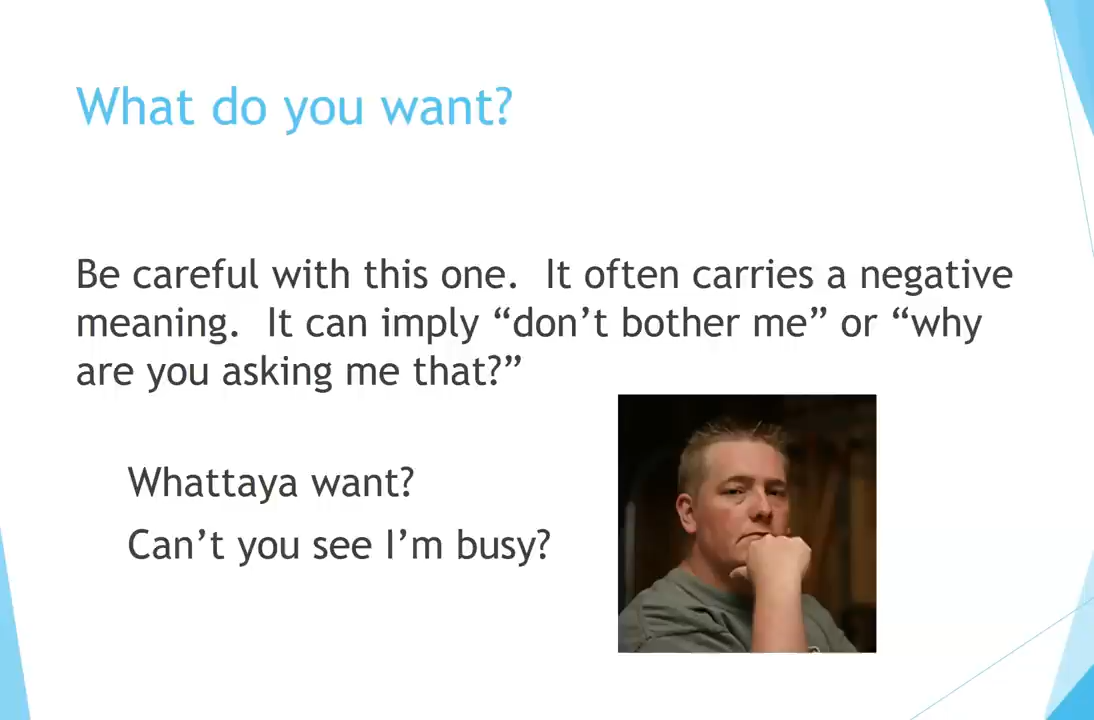 What do you want?
Be careful with this one.  It often carries a negative
meaning.  It can imply “don’t bother me” or “why
are you asking me that?”
Whattaya want?
Can’t you see I’m busy?